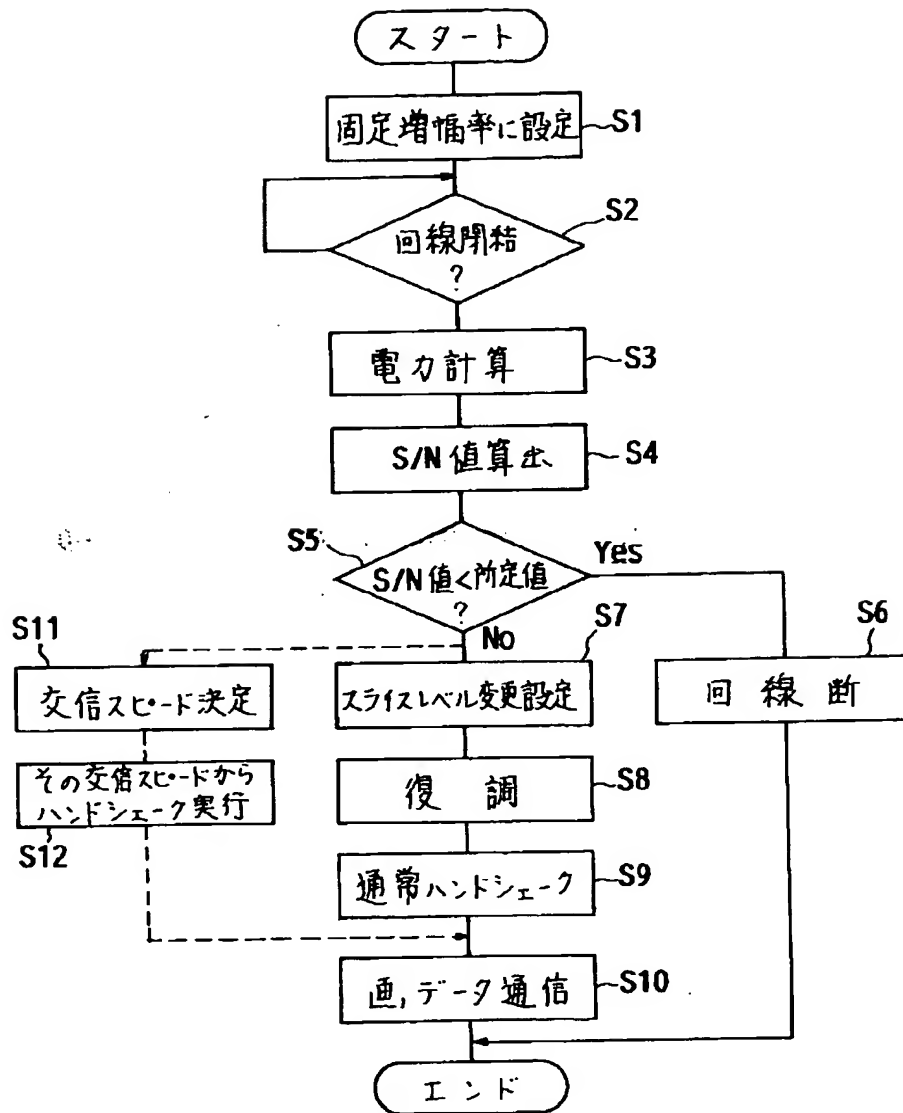 スタート
固定増幅率に設定
S1
回線閉結
?
S2
電力計算
S3
S/N値算出
S4
S5
S/N値<所定値
?
Yes
No
S6
回線断
S7
スライスレベル変更設定
S11
交信スピード決定
その交信スピードから
ハンドシェーク実行
S12
復調
S8
通常ハンドシェーク
S9
画,データ通信
S10
エンド